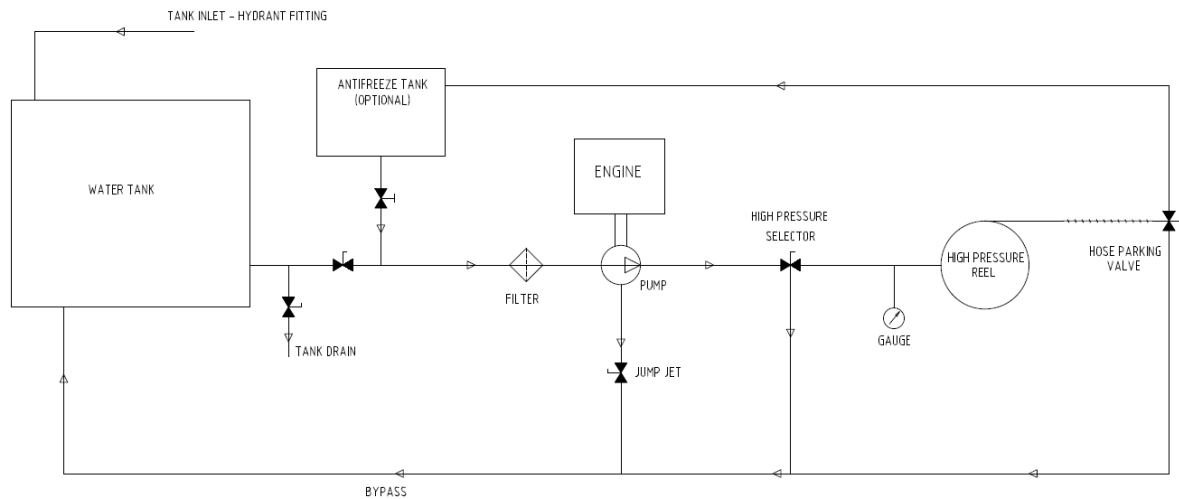 TANK INLET - HYDRANT FITTING
ANTIFREEZE TANK
(OPTIONAL)
ENGINE
WATER TANK
HIGH PRESSURE
SELECTOR
HIGH PRESSURE
REEL
HOSE PARKING
VALVE
FILTER
PUMP
GAUGE
TANK DRAIN
JUMP JET
BYPASS